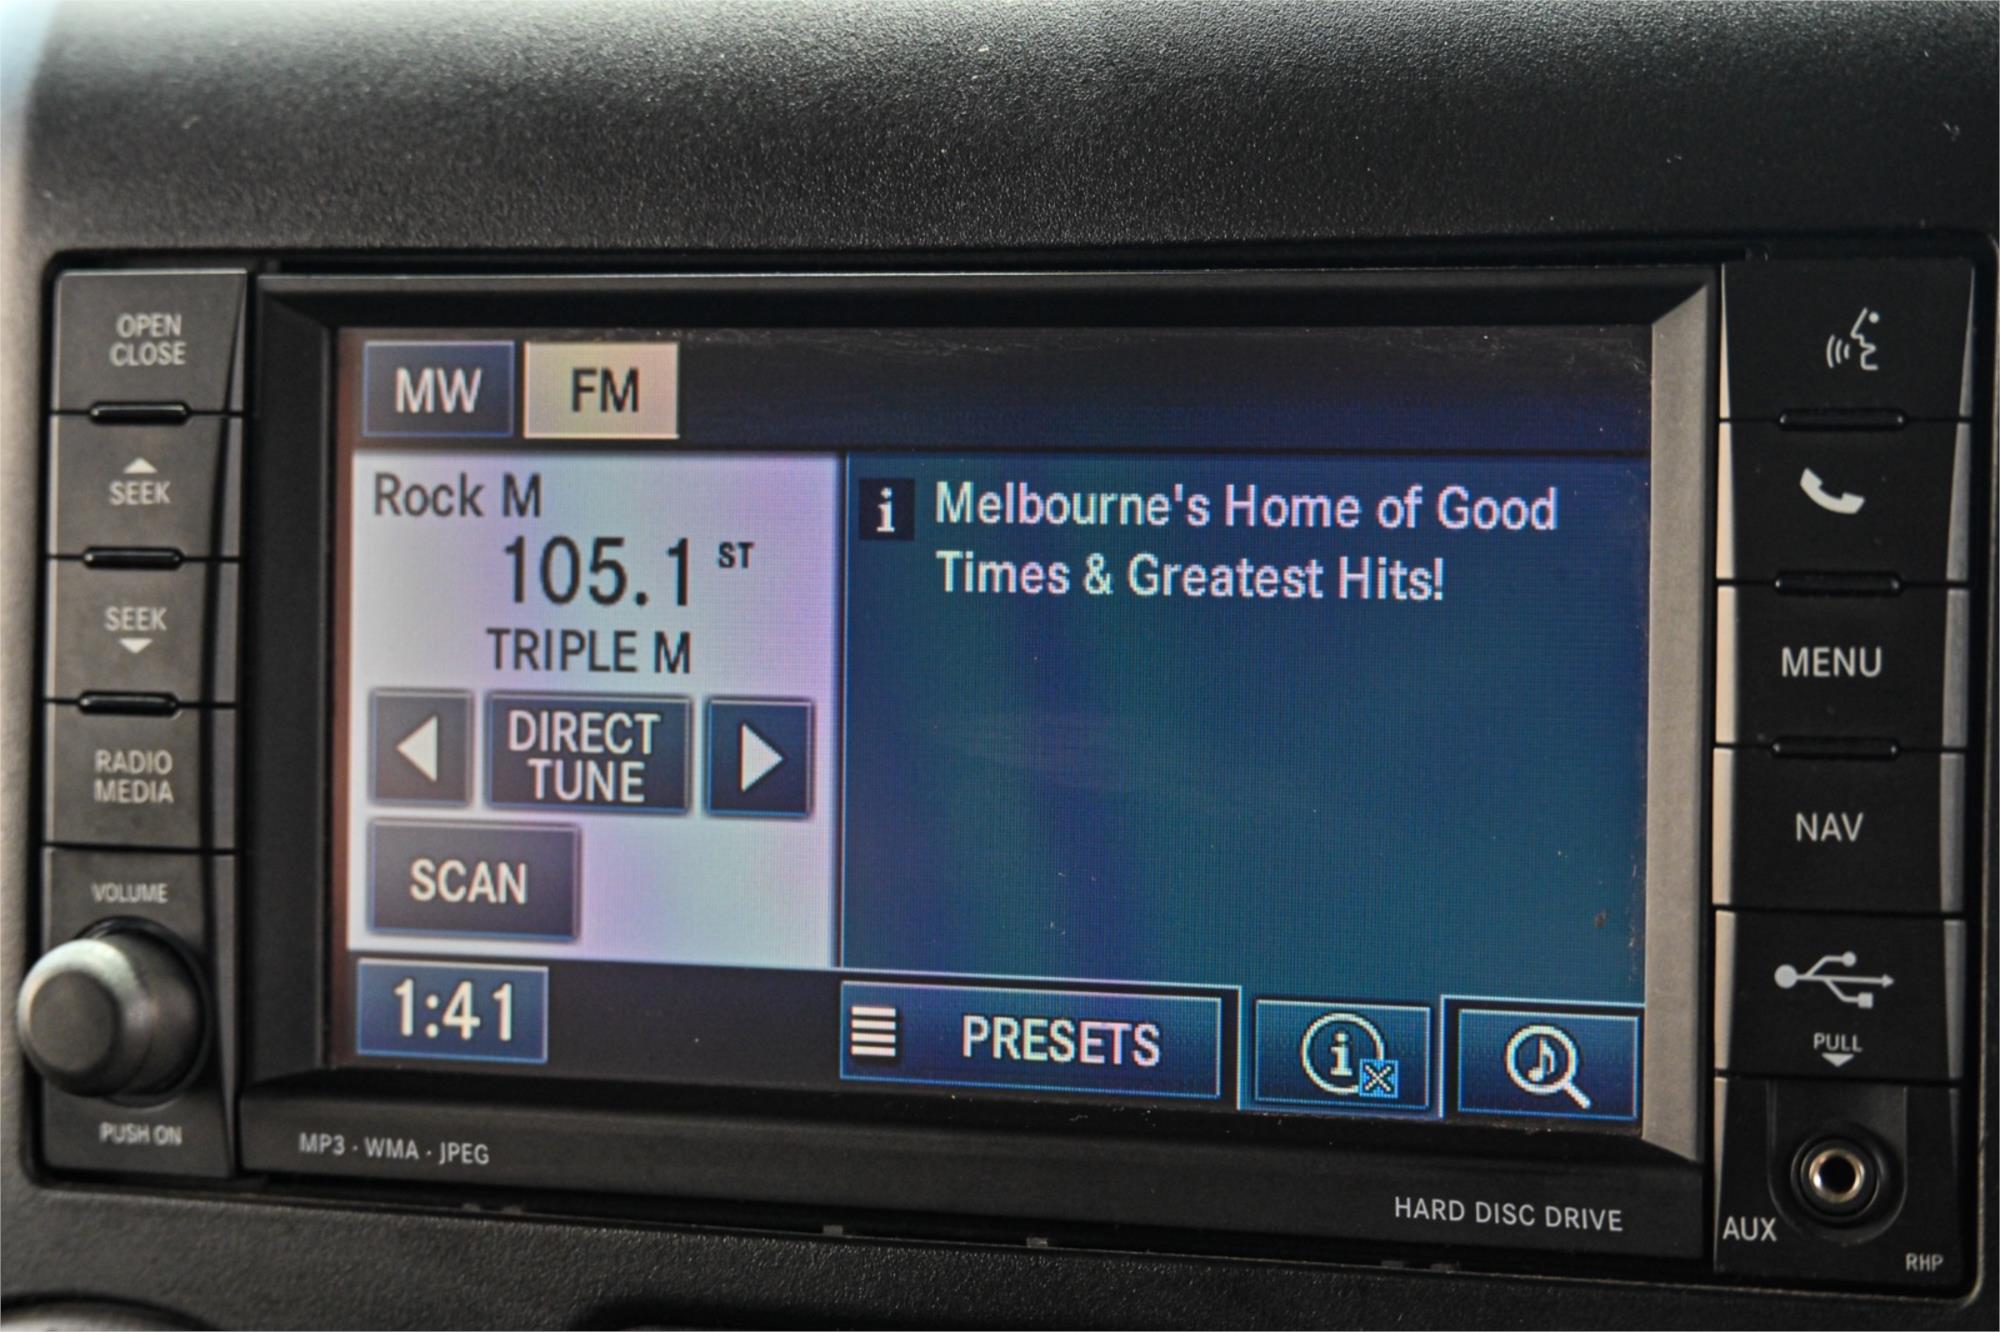 OPEN
CLOSE
SEEK
SEEK
RADIO
MEDIA
VOLUME
PUSH ON
MW
FM
Rock M
105.1 ST
TRIPLE M
DIRECT
TUNE
SCAN
1:41
i Melbourne's Home of Good
Times & Greatest Hits!
PRESETS
i
MP3 · WMA · JPEG
HARD DISC DRIVE
MENU
NAV
PULL
AUX
RHP